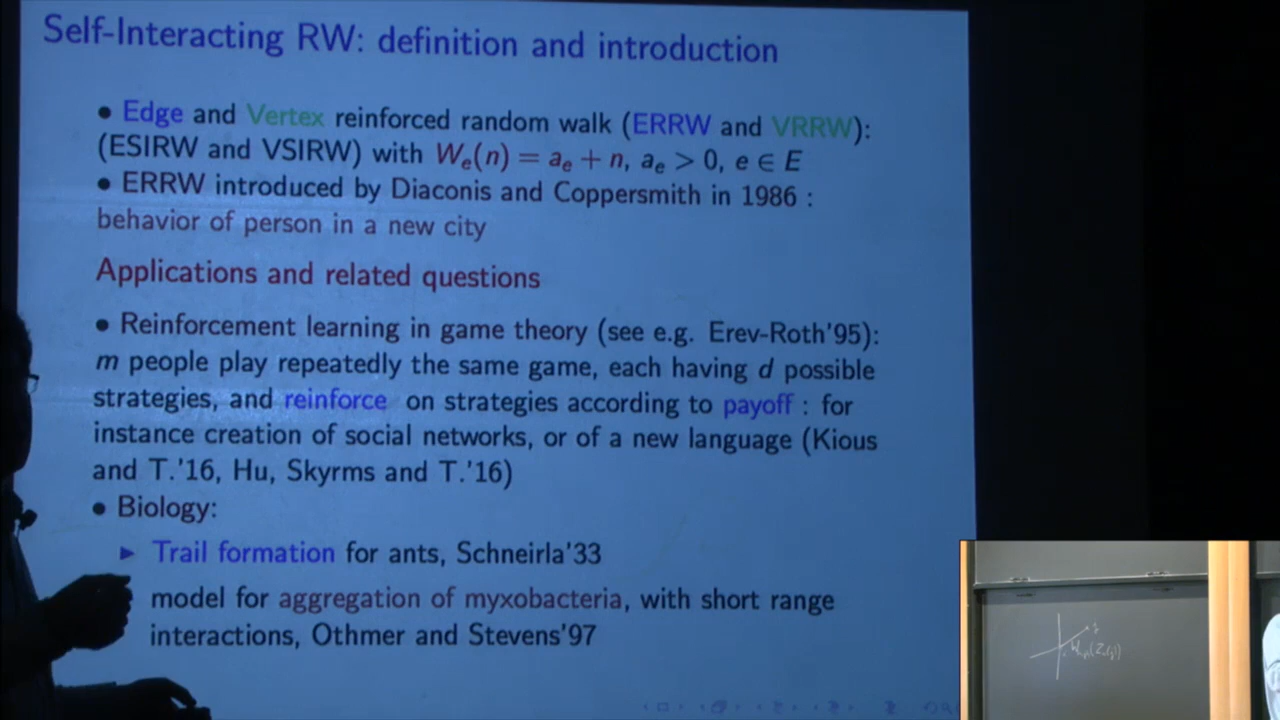 Self-Interacting RW: definition and introduction
• Edge and Vertex reinforced random walk (ERRW and VRRW):
(ESIRW and VSIRW) with Wₑ(n) = aₑ + n, aₑ > 0, e ∈ E
• ERRW introduced by Diaconis and Coppersmith in 1986 :
behavior of person in a new city
Applications and related questions
• Reinforcement learning in game theory (see e.g. Erev-Roth'95):
m people play repeatedly the same game, each having d possible
strategies, and reinforce on strategies according to payoff : for
instance creation of social networks, or of a new language (Kious
and T.'16, Hu, Skyrms and T.'16)
• Biology:
► Trail formation for ants, Schneirla'33
model for aggregation of myxobacteria, with short range
interactions, Othmer and Stevens'97